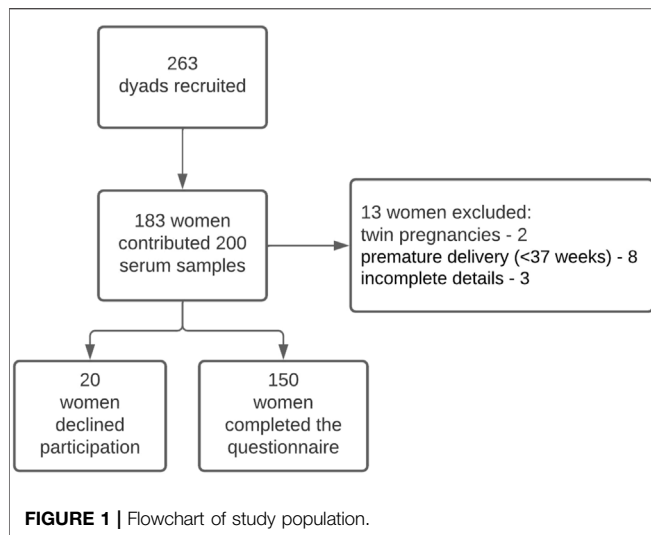 263
dyads recruited
183 women
contributed 200
serum samples
13 women excluded:
twin pregnancies - 2
premature delivery (<37 weeks) - 8
incomplete details - 3
20
women
declined
participation
150
women
completed the
questionnaire
FIGURE 1 | Flowchart of study population.